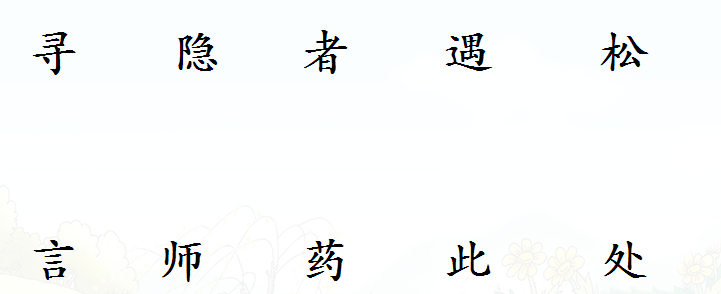 寻 隐 者 遇 松
言 师 药 此 处